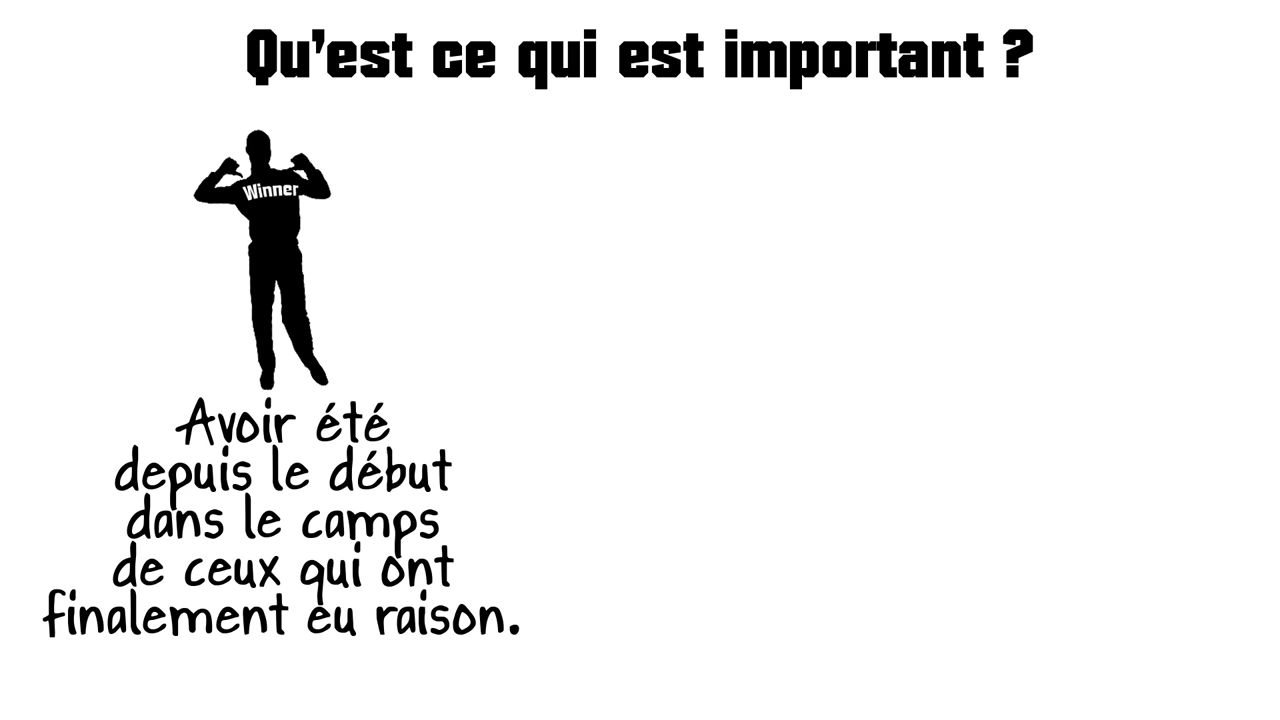 Qu'est ce qui est important ?
Winner
Avoir été
depuis le début
dans le camps
de ceux qui ont
finalement eu raison.